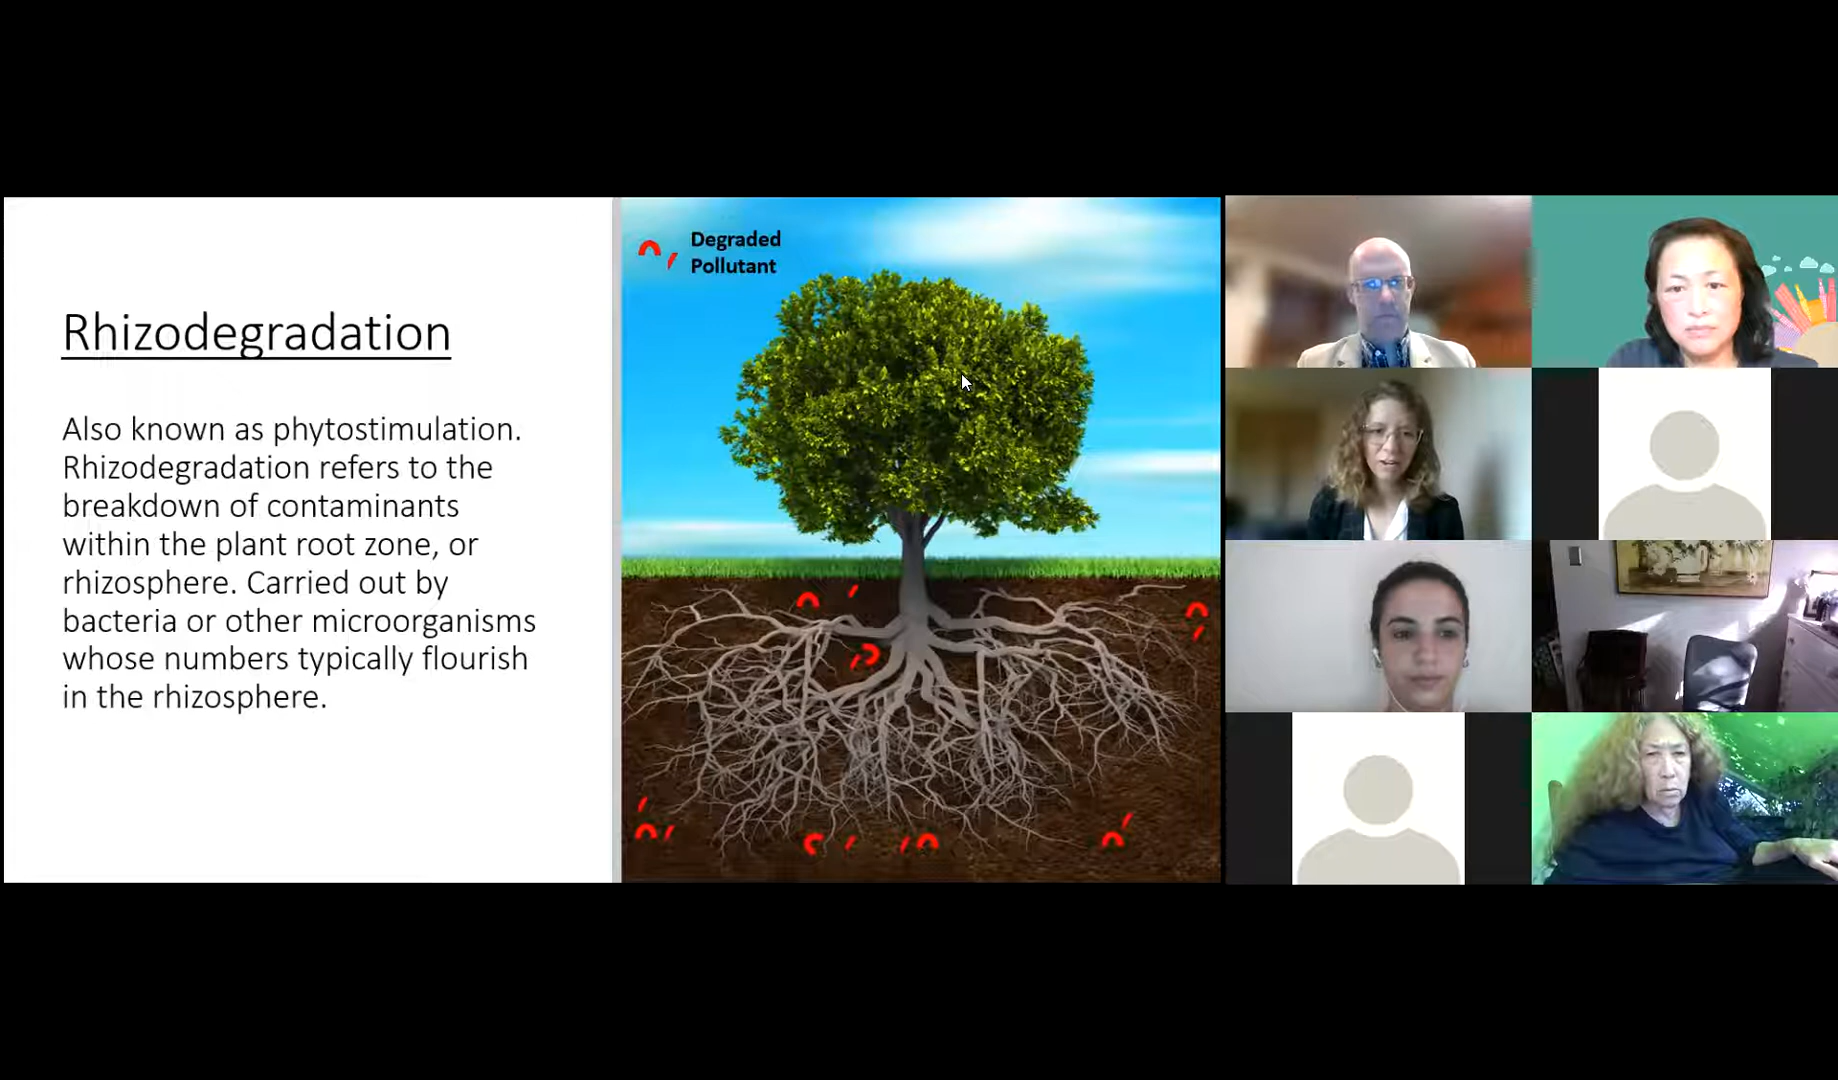 Rhizodegradation
Also known as phytostimulation.
Rhizodegradation refers to the
breakdown of contaminants
within the plant root zone, or
rhizosphere. Carried out by
bacteria or other microorganisms
whose numbers typically flourish
in the rhizosphere.
Degraded
Pollutant